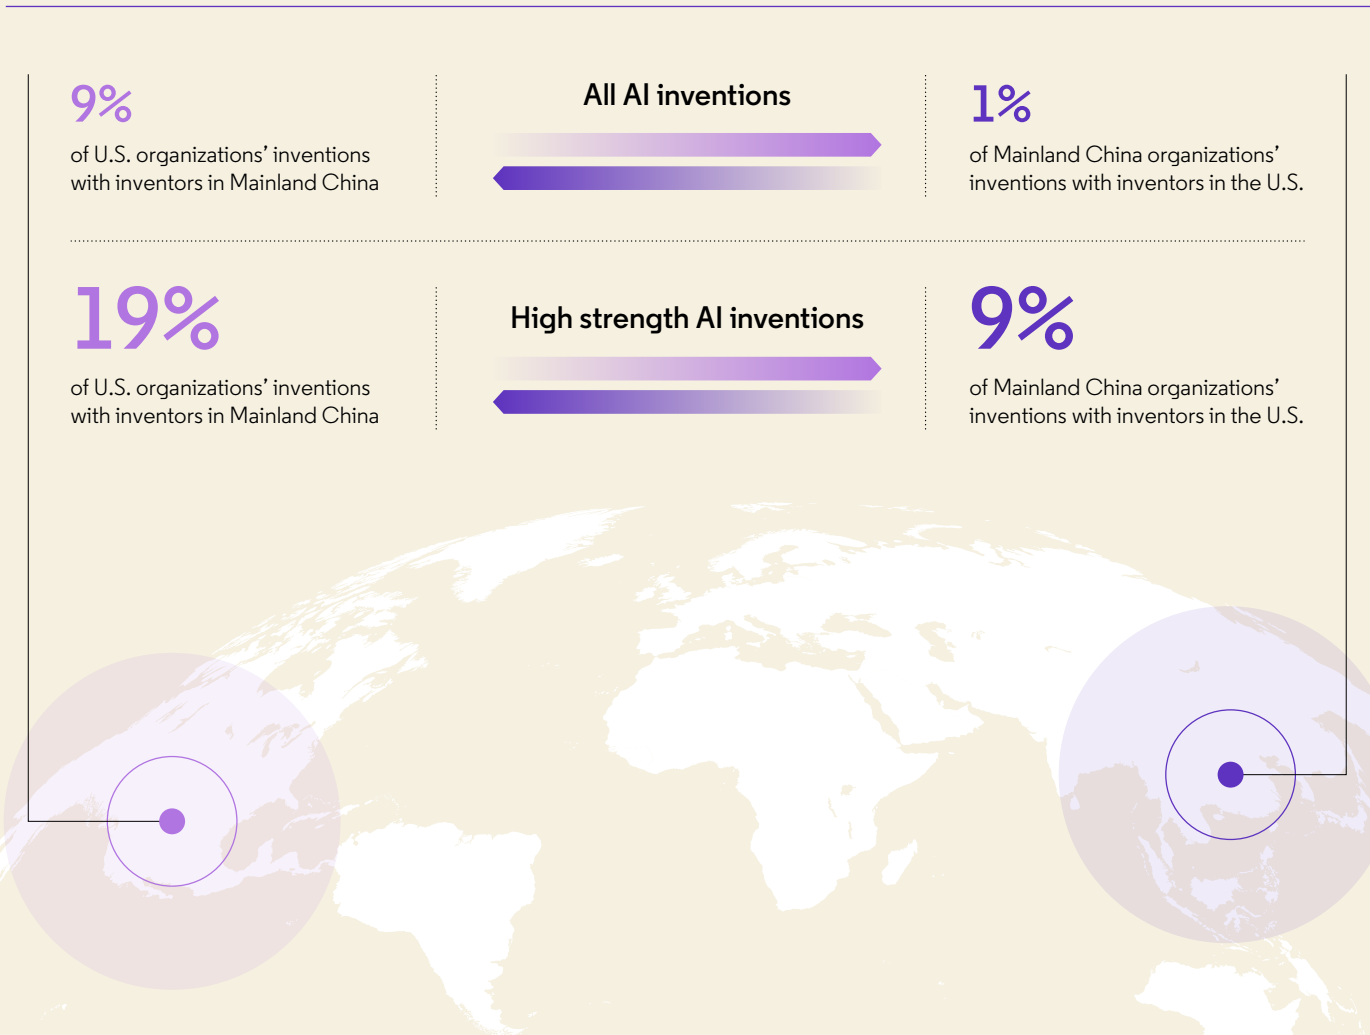 9%
of U.S. organizations’ inventions
with inventors in Mainland China
All AI inventions
1%
of Mainland China organizations’
inventions with inventors in the U.S.
19%
of U.S. organizations’ inventions
with inventors in Mainland China
High strength AI inventions
9%
of Mainland China organizations’
inventions with inventors in the U.S.